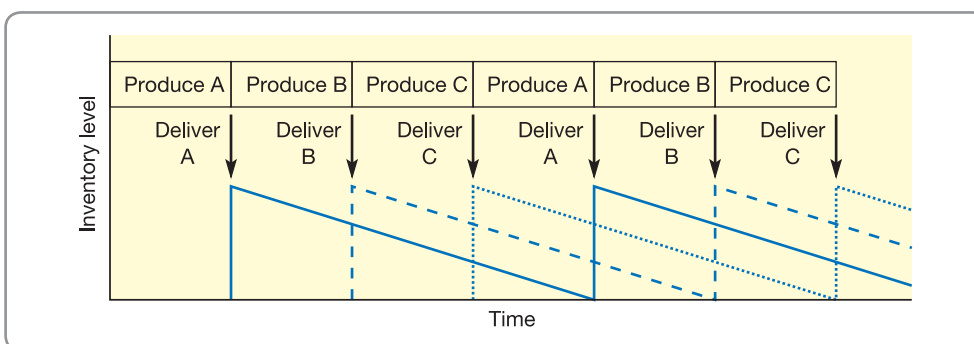 Inventory level
Produce A Produce B Produce C Produce A Produce B Produce C
Deliver A
Deliver B
Deliver C
Deliver A
Deliver B
Deliver C
Time